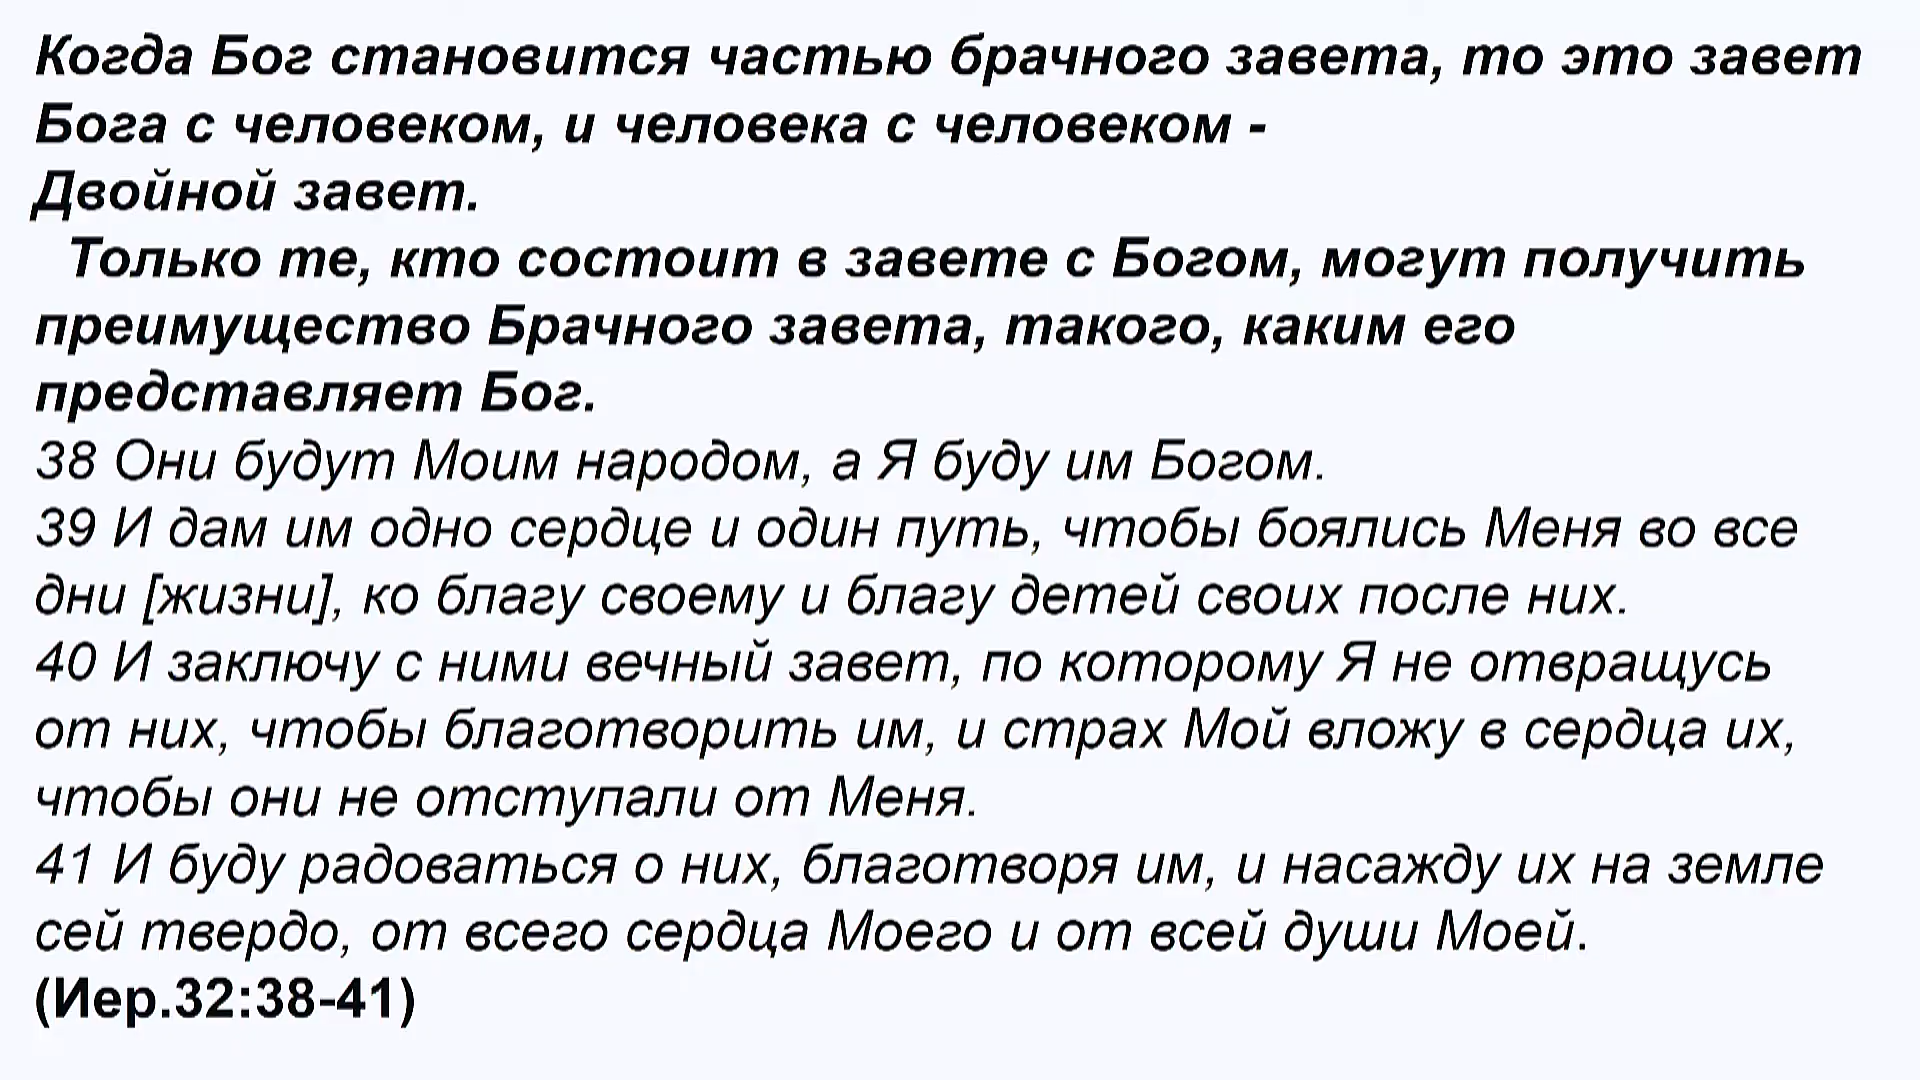 Когда Бог становится частью брачного завета, то это завет
Бога с человеком, и человека с человеком -
Двойной завет.
Только те, кто состоит в завете с Богом, могут получить
преимущество Брачного завета, такого, каким его
представляет Бог.
38 Они будут Моим народом, а Я буду им Богом.
39 И дам им одно сердце и один путь, чтобы боялись Меня во все
дни [жизни], ко благу своему и благу детей своих после них.
40 И заключу с ними вечный завет, по которому Я не отвращусь
от них, чтобы благотворить им, и страх Мой вложу в сердца их,
чтобы они не отступали от Меня.
41 И буду радоваться о них, благотворя им, и насажду их на земле
сей твердо, от всего сердца Моего и от всей души Моей.
(Иер.32:38-41)